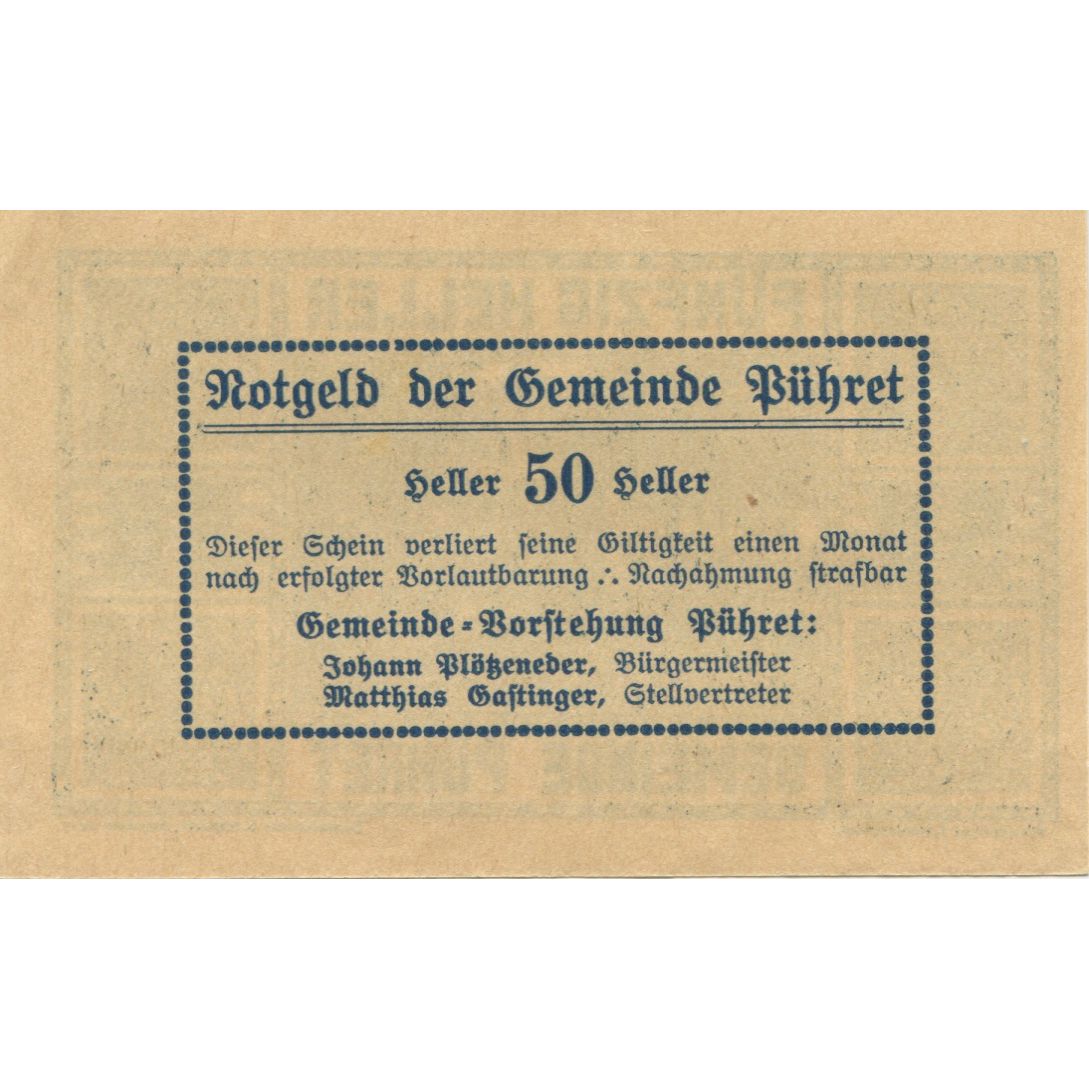 Notgeld der Gemeinde Pühret
Heller 50 Heller
Dieser Schein verliert seine Giltigkeit einen Monat
nach erfolgter Vorlautbarung ∴ Nachahmung strafbar
Gemeinde-Vorstehung Pühret:
Johann Plötzeneder, Bürgermeister
Matthias Gastinger, Stellvertreter